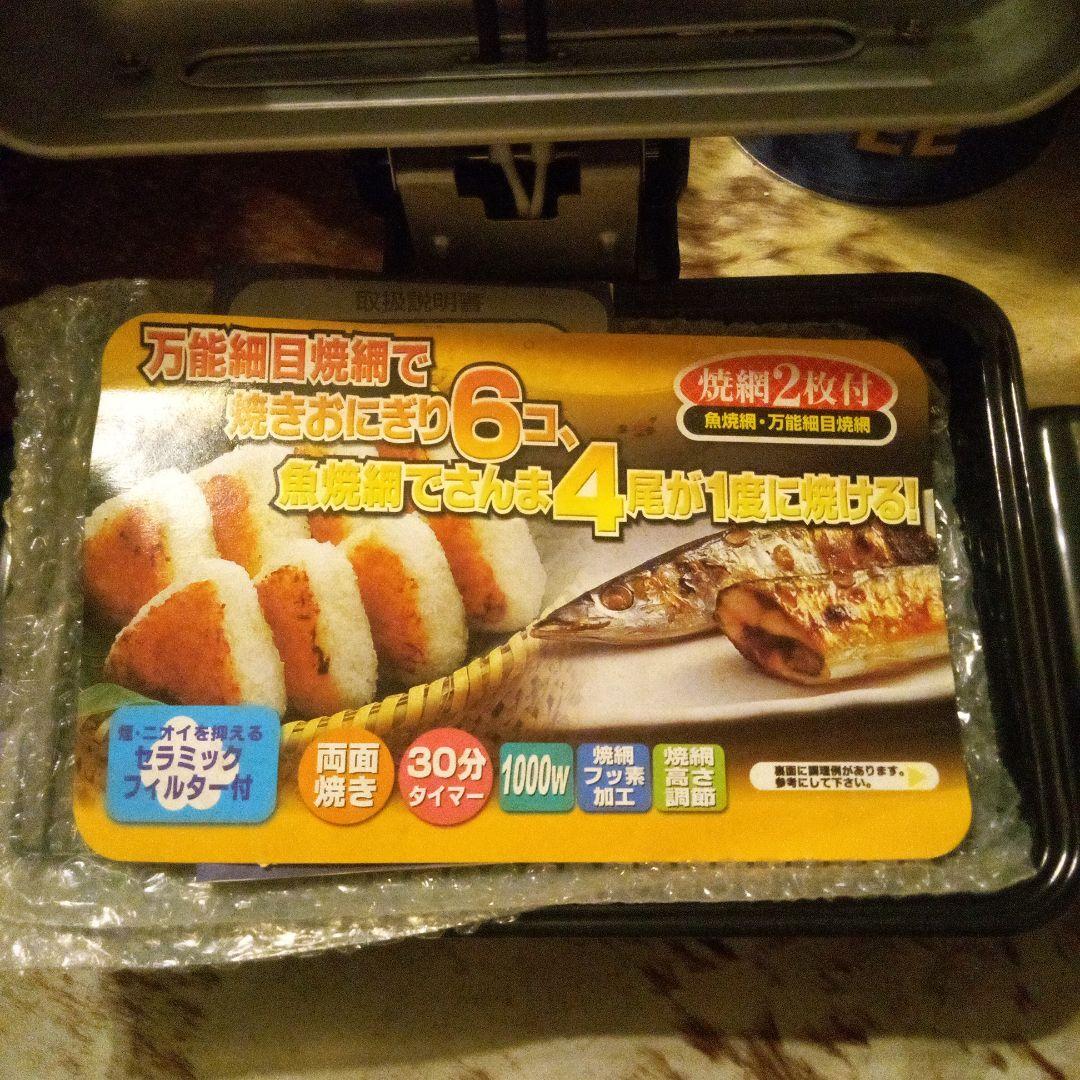 取扱説明書
万能細目焼網で
焼きおにぎり6コ、
魚焼網でさんま4尾が1度に焼ける!
焼網2枚付
魚焼網・万能細目焼網
煙・ニオイを抑える
セラミック
フィルター付
両面
焼き
30分
タイマー
1000w
焼網
フッ素
加工
焼網
高さ
調節
裏面に調理例があります。
参考にして下さい。